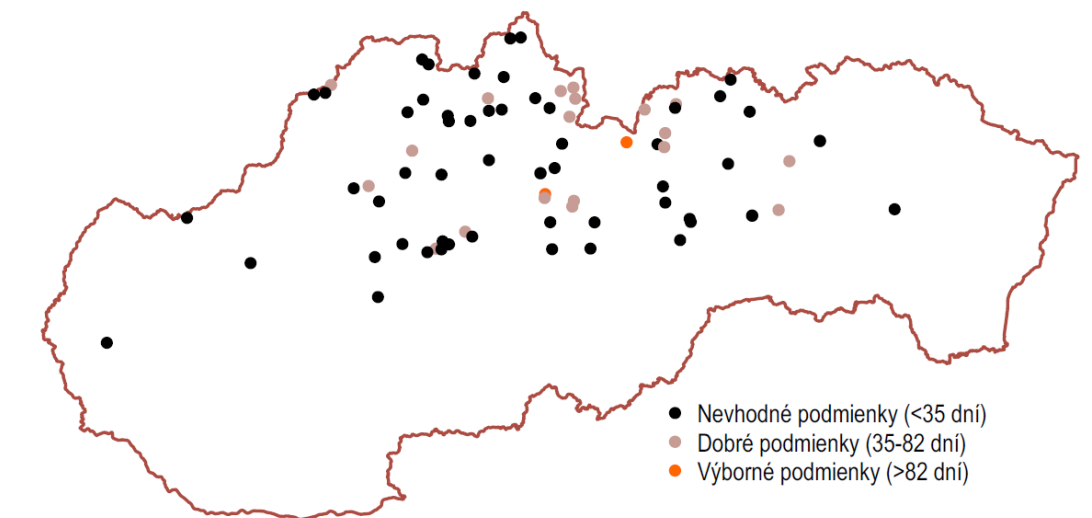 Nevhodné podmienky (<35 dní)
Dobré podmienky (35-82 dní)
Výborné podmienky (>82 dní)